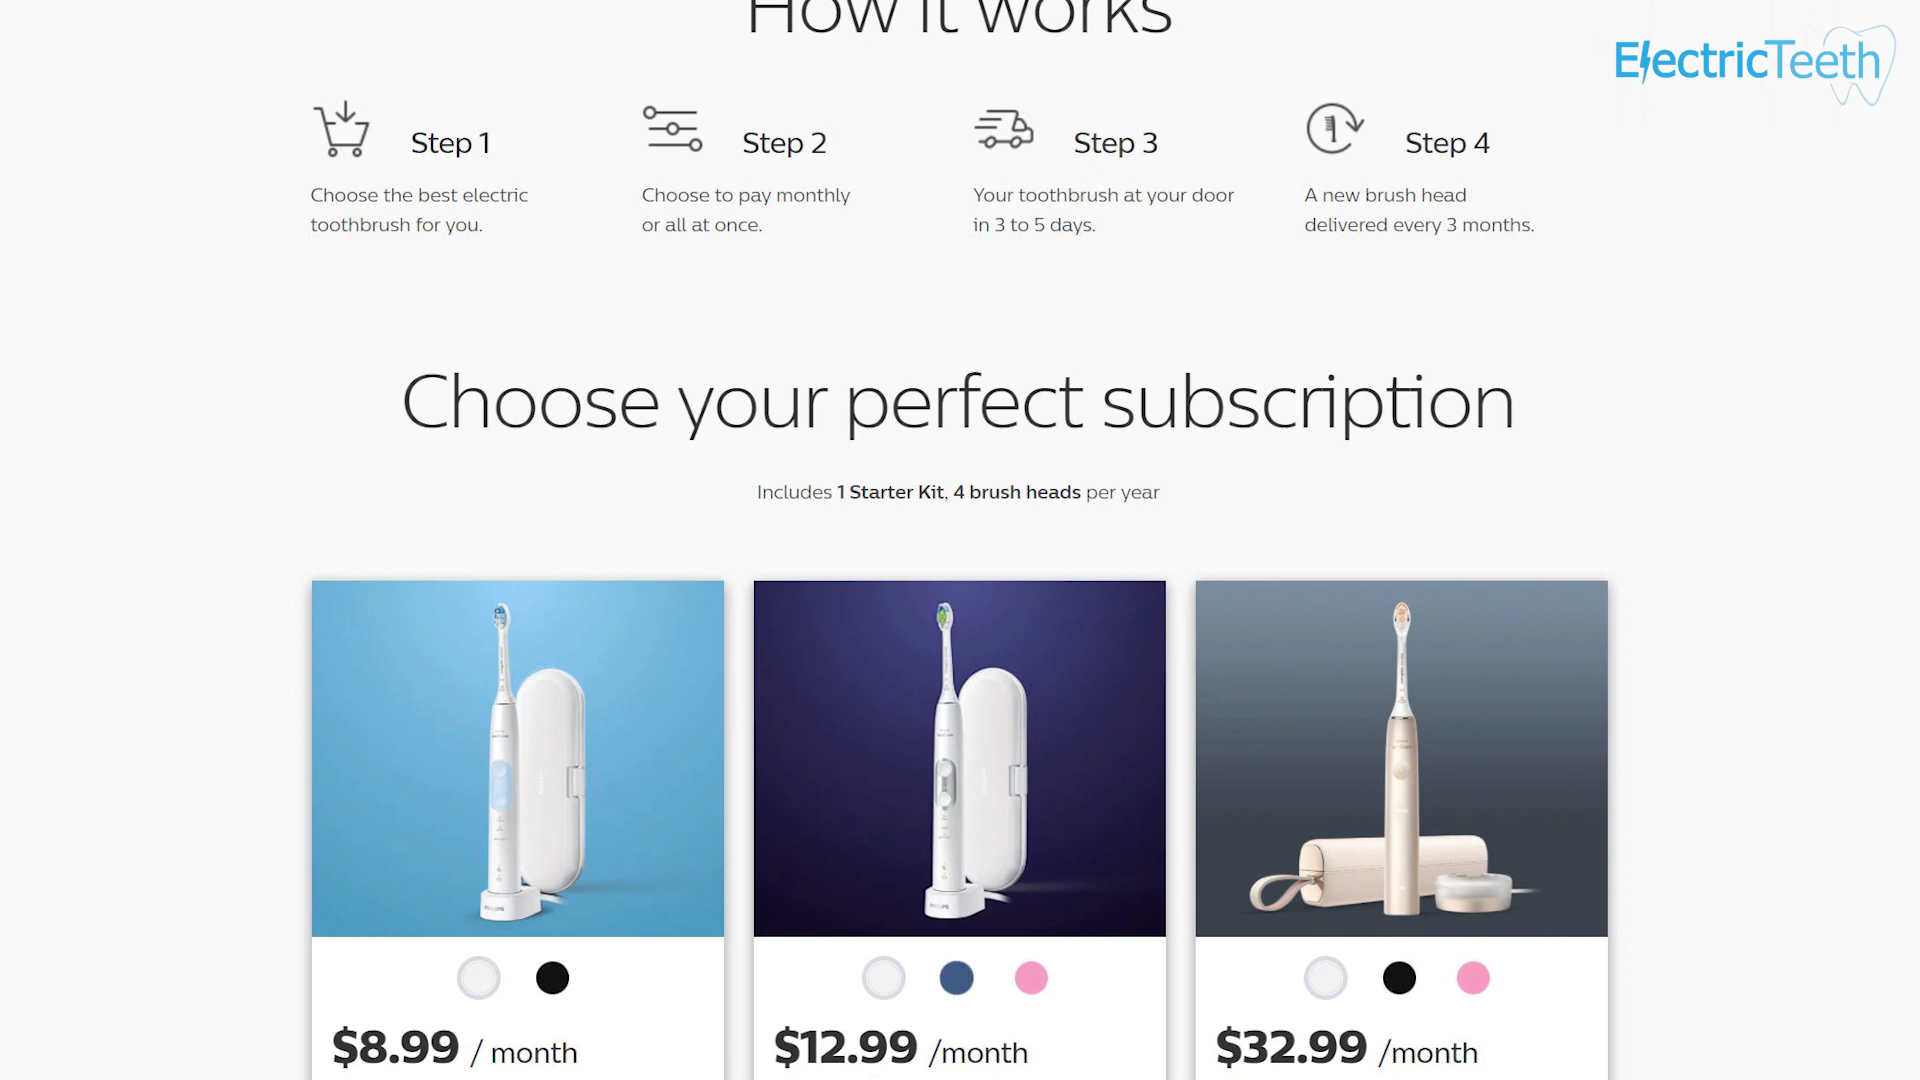 How it works
ElectricTeeth
Step 1
Step 2
Step 3
Step 4
Choose the best electric
toothbrush for you.
Choose to pay monthly
or all at once.
Your toothbrush at your door
in 3 to 5 days.
A new brush head
delivered every 3 months.
Choose your perfect subscription
Includes 1 Starter Kit, 4 brush heads per year
PHILIPS
PHILIPS
$8.99 / month
$12.99 /month
$32.99 /month